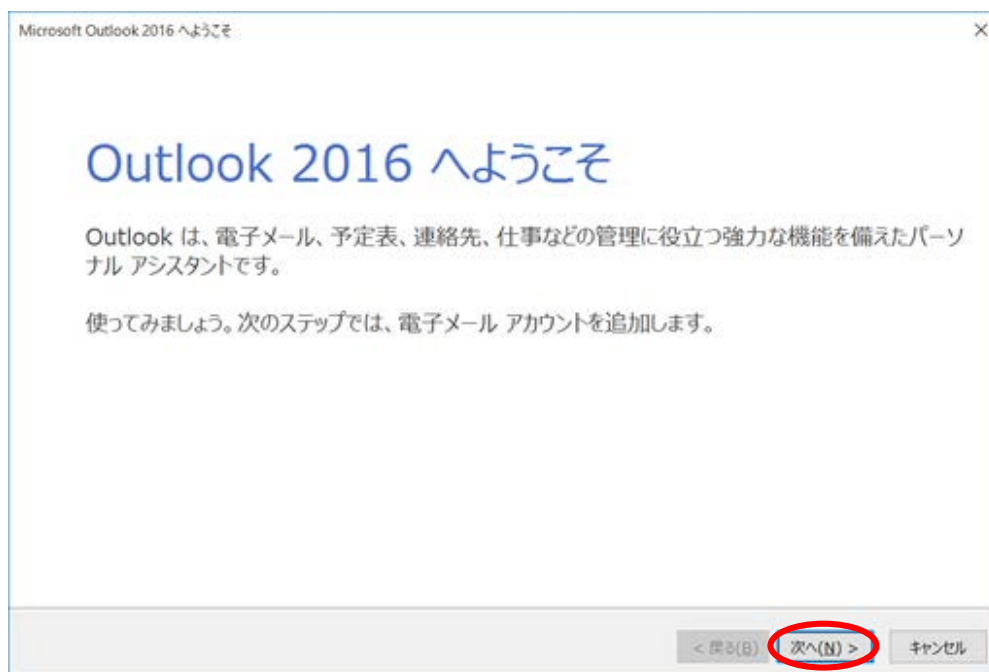 Microsoft Outlook 2016 へようこそ
Outlook 2016 へようこそ
Outlook は、電子メール、予定表、連絡先、仕事などの管理に役立つ強力な機能を備えたパーソ
ナル アシスタントです。
使ってみましょう。次のステップでは、電子メール アカウントを追加します。
< 戻る(B) 次へ(N) > キャンセル